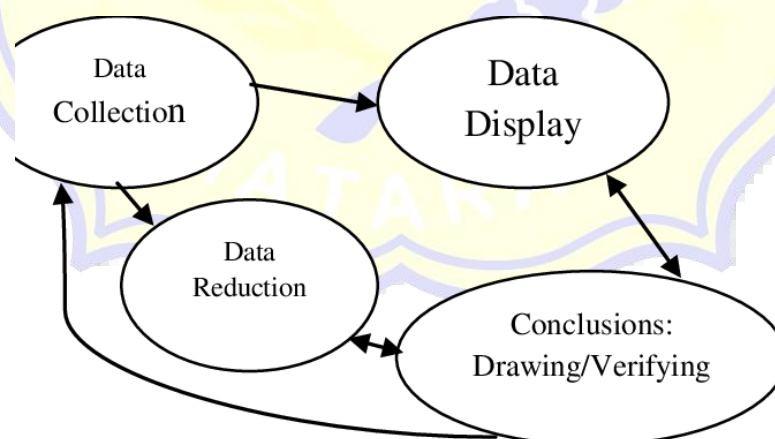 Data
Collection
Data
Display
Data
Reduction
Conclusions:
Drawing/Verifying